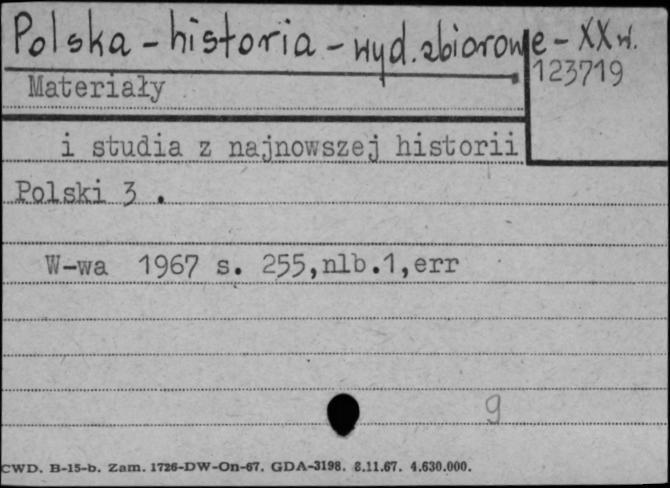 Polska - historia - wyd. zbiorowe - XX w.
123719
Materiały
i studia z najnowszej historii
Polski 3 .
W-wa 1967 s. 255,nlb.1,err
9
CWD. B-15-b. Zam. 1726-DW-On-67. GDA-3198. 8.11.67. 4.630.000.